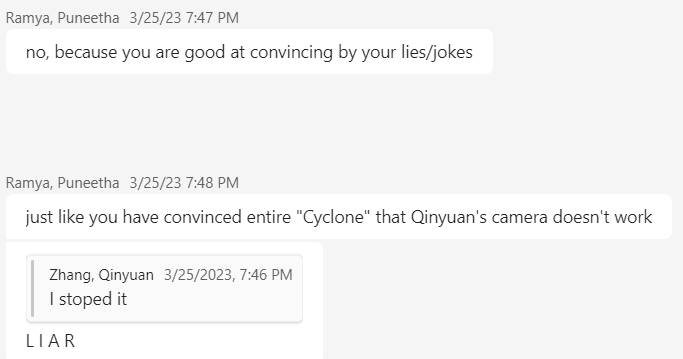 Ramya, Puneetha 3/25/23 7:47 PM
no, because you are good at convincing by your lies/jokes
Ramya, Puneetha 3/25/23 7:48 PM
just like you have convinced entire "Cyclone" that Qinyuan's camera doesn't work
Zhang, Qinyuan 3/25/2023, 7:46 PM
I stoped it
L I A R